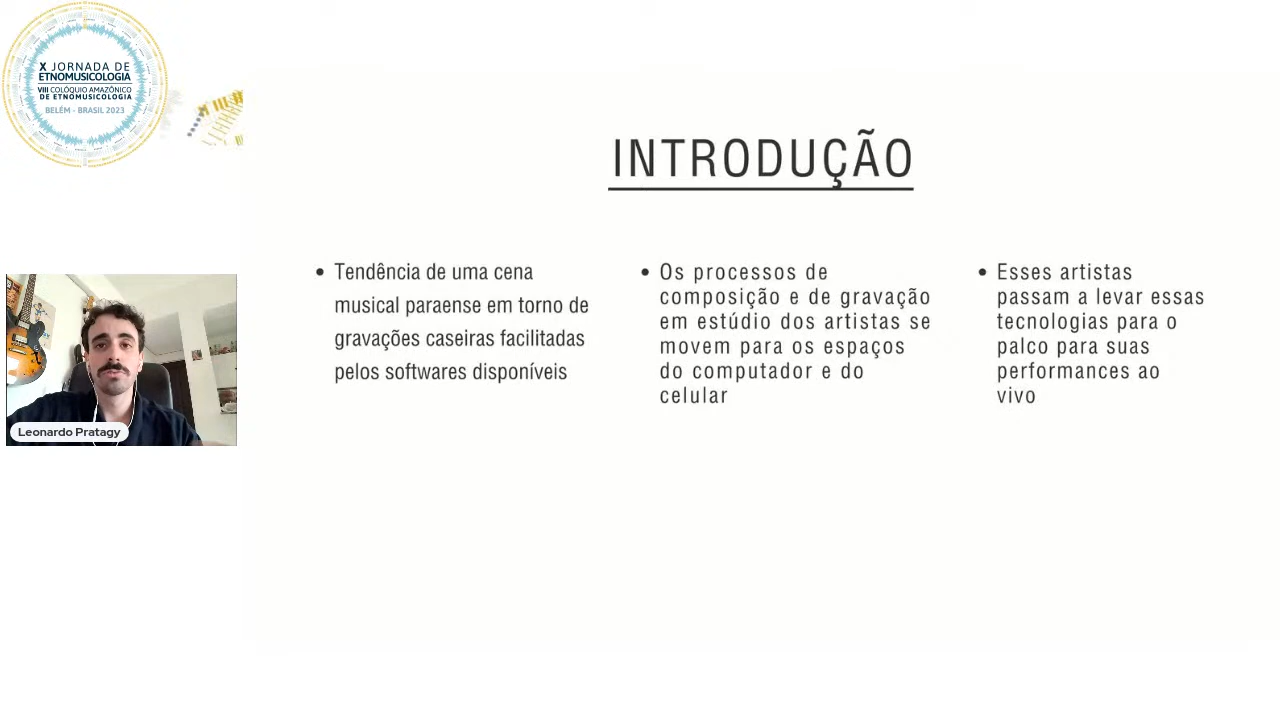 X JORNADA DE
ETNOMUSICOLOGIA
VIII COLÓQUIO AMAZÔNICO
DE ETNOMUSICOLOGIA
BELÉM - BRASIL 2023
INTRODUÇÃO
• Tendência de uma cena
musical paraense em torno de
gravações caseiras facilitadas
pelos softwares disponíveis
• Os processos de
composição e de gravação
em estúdio dos artistas se
movem para os espaços
do computador e do
celular
• Esses artistas
passam a levar essas
tecnologias para o
palco para suas
performances ao
vivo
Leonardo Pratagy